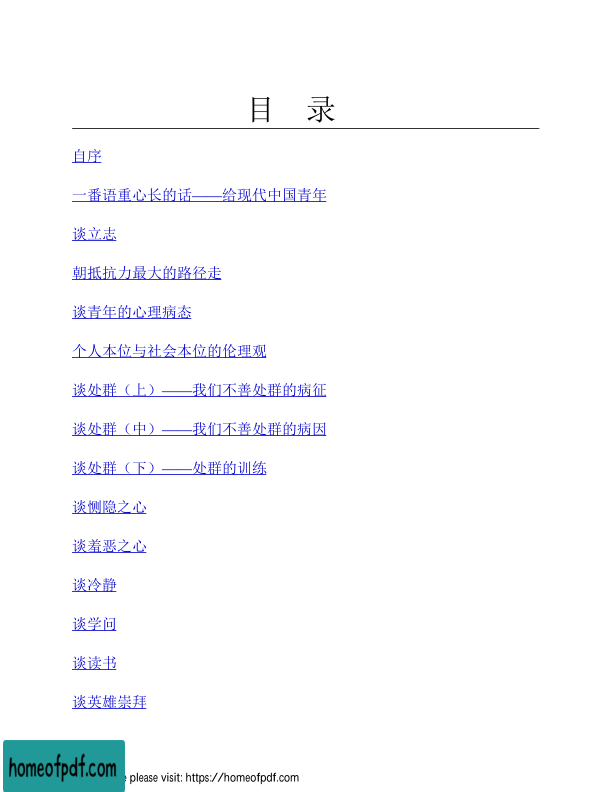 目 录
自序
一番语重心长的话——给现代中国青年
谈立志
朝抵抗力最大的路径走
谈青年的心理病态
个人本位与社会本位的伦理观
谈处群（上）——我们不善处群的病征
谈处群（中）——我们不善处群的病因
谈处群（下）——处群的训练
谈恻隐之心
谈羞恶之心
谈冷静
谈学问
谈读书
谈英雄崇拜
homeofpdf.com
please visit: https://homeofpdf.com